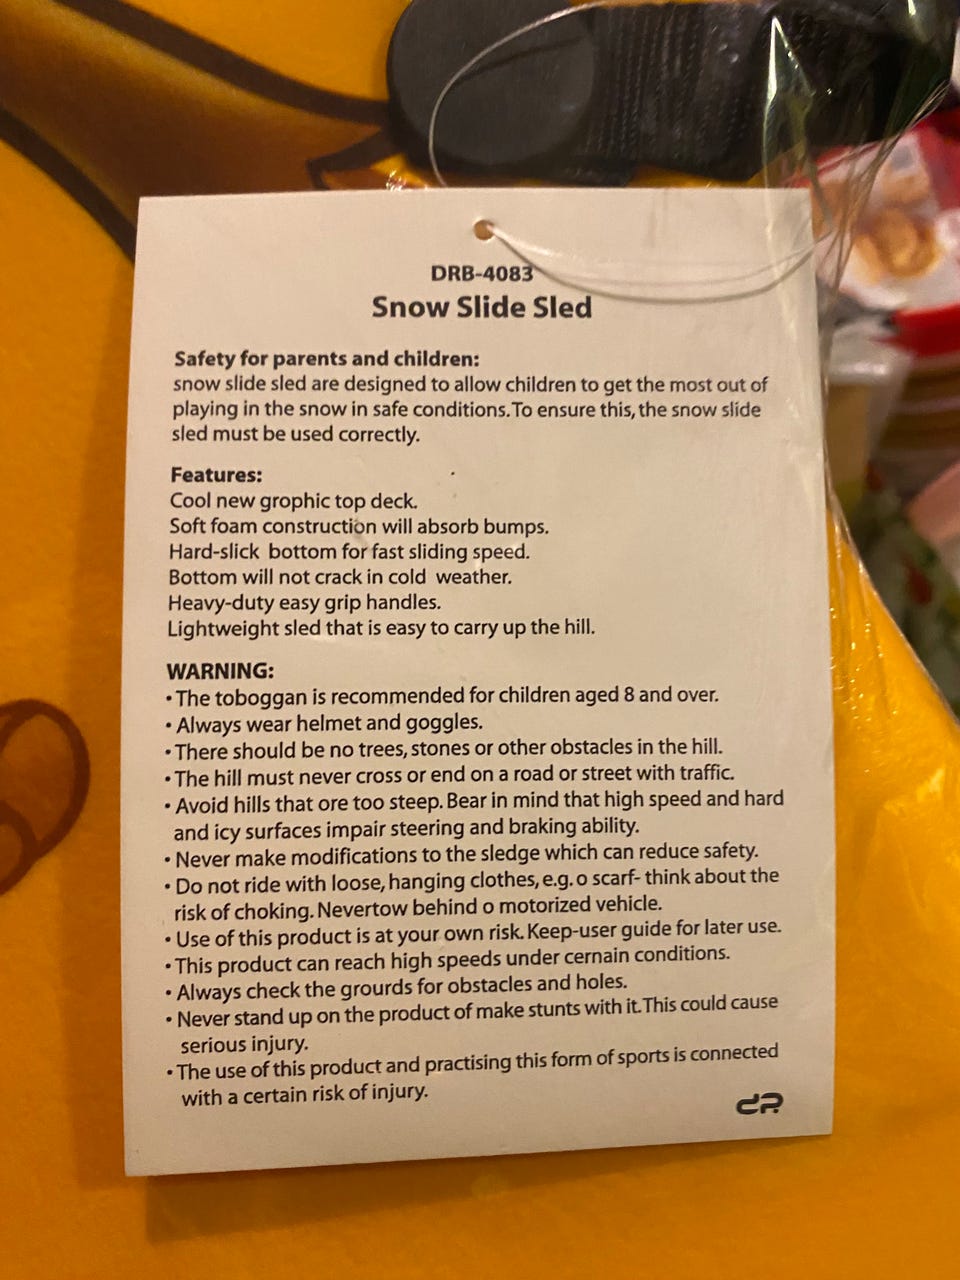 DRB-4083
Snow Slide Sled
Safety for parents and children:
snow slide sled are designed to allow children to get the most out of
playing in the snow in safe conditions. To ensure this, the snow slide
sled must be used correctly.
Features:
Cool new grophic top deck.
Soft foam construction will absorb bumps.
Hard-slick bottom for fast sliding speed.
Bottom will not crack in cold weather.
Heavy-duty easy grip handles.
Lightweight sled that is easy to carry up the hill.
WARNING:
• The toboggan is recommended for children aged 8 and over.
• Always wear helmet and goggles.
• There should be no trees, stones or other obstacles in the hill.
• The hill must never cross or end on a road or street with traffic.
• Avoid hills that ore too steep. Bear in mind that high speed and hard
and icy surfaces impair steering and braking ability.
• Never make modifications to the sledge which can reduce safety.
• Do not ride with loose, hanging clothes, e.g. o scarf- think about the
risk of choking. Nevertow behind o motorized vehicle.
• Use of this product is at your own risk. Keep-user guide for later use.
• This product can reach high speeds under cernain conditions.
• Always check the grourds for obstacles and holes.
• Never stand up on the product of make stunts with it. This could cause
serious injury.
• The use of this product and practising this form of sports is connected
with a certain risk of injury.